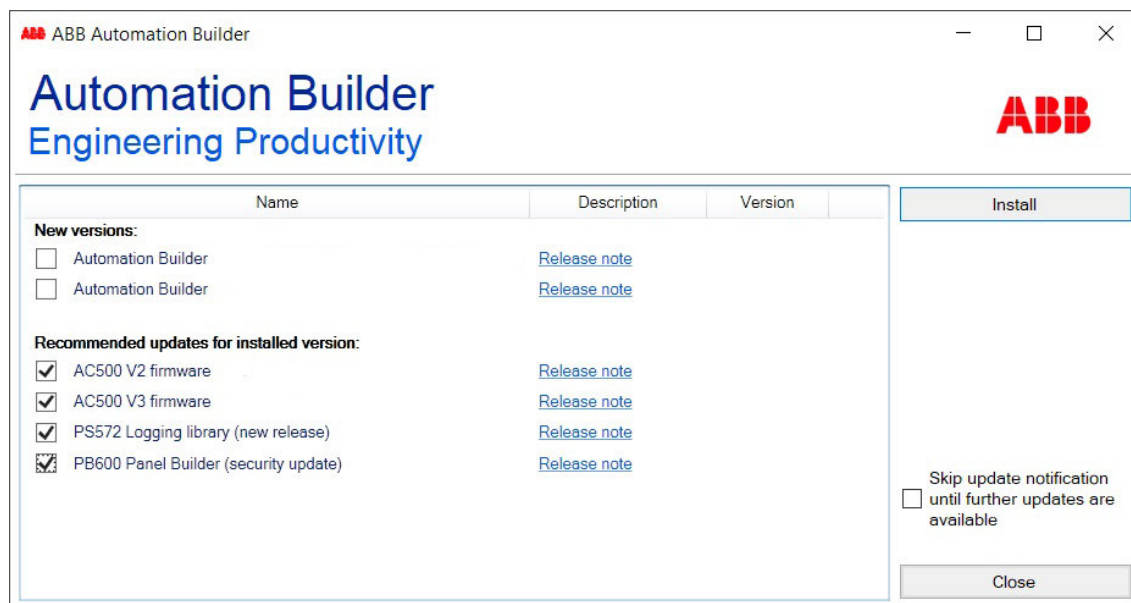 ABB ABB Automation Builder
Automation Builder
Engineering Productivity
ABB
Name Description Version
Install
New versions:
Automation Builder Release note
Automation Builder Release note
Recommended updates for installed version:
AC500 V2 firmware Release note
AC500 V3 firmware Release note
PS572 Logging library (new release) Release note
PB600 Panel Builder (security update) Release note
Skip update notification
until further updates are
available
Close